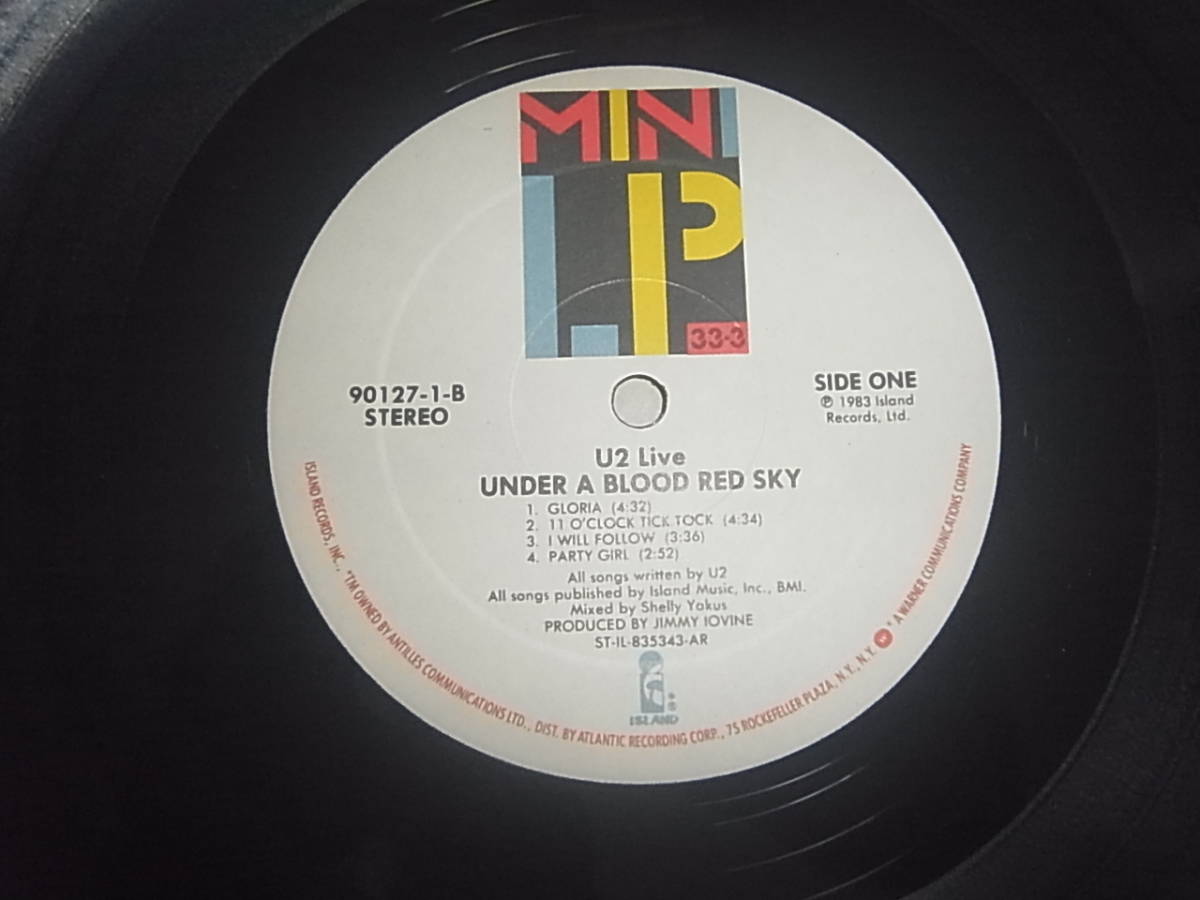 MINI
LP
33·3
90127-1-B
STEREO
SIDE ONE
℗ 1983 Island
Records, Ltd.
U2 Live
UNDER A BLOOD RED SKY
1. GLORIA (4:32)
2. 11 O'CLOCK TICK TOCK (4:34)
3. I WILL FOLLOW (3:36)
4. PARTY GIRL (2:52)
All songs written by U2
All songs published by Island Music, Inc., BMI.
Mixed by Shelly Yakus
PRODUCED BY JIMMY IOVINE
ST-IL-835343-AR
ISLAND ®
ISLAND RECORDS, INC., *TM OWNED BY ANTILLES COMMUNICATIONS LTD., DIST. BY ATLANTIC RECORDING CORP., 75 ROCKEFELLER PLAZA, N.Y., N.Y. * A WARNER COMMUNICATIONS COMPANY